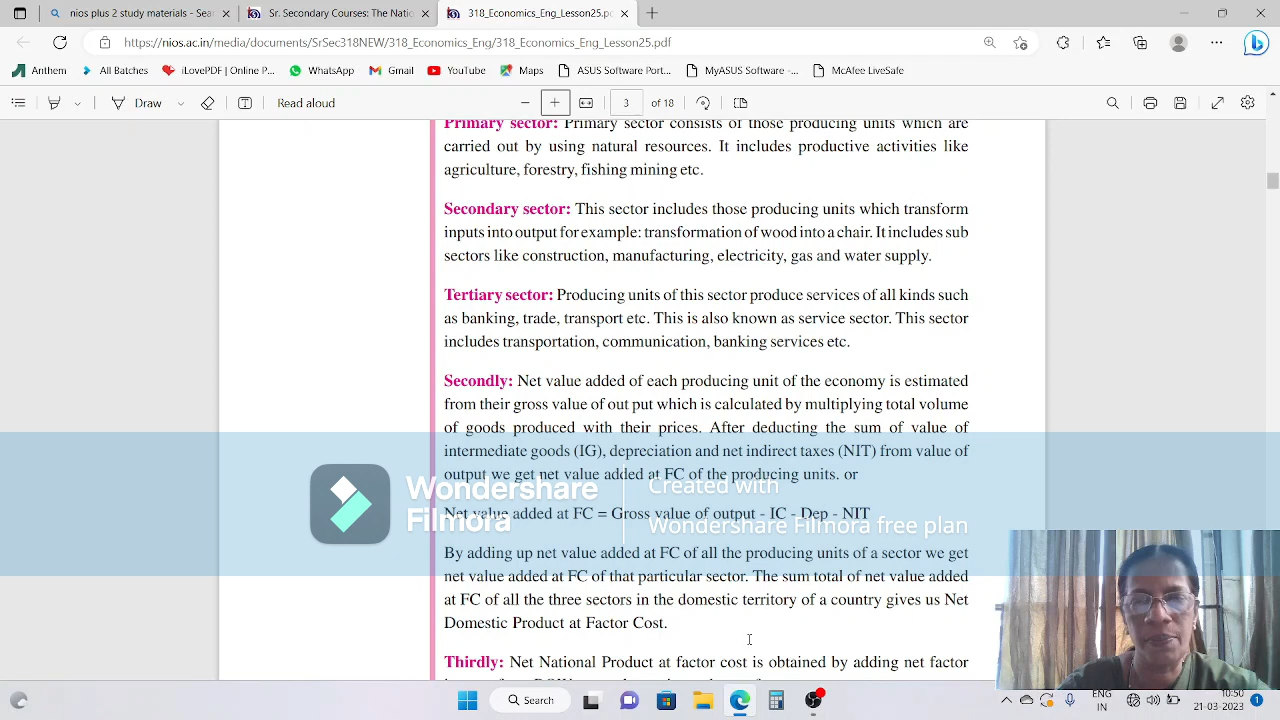 nios plus 2 study materials - Sea
Sr. Secondary Courses: The Nati
318_Economics_Eng_Lesson25.pd
https://nios.ac.in/media/documents/SrSec318NEW/318_Economics_Eng/318_Economics_Eng_Lesson25.pdf
Anthem
All Batches
iLovePDF | Online P...
WhatsApp
Gmail
YouTube
Maps
ASUS Software Port...
MyASUS Software -...
McAfee LiveSafe
Draw
Read aloud
3 of 18
Primary sector: Primary sector consists of those producing units which are
carried out by using natural resources. It includes productive activities like
agriculture, forestry, fishing mining etc.
Secondary sector: This sector includes those producing units which transform
inputs into output for example: transformation of wood into a chair. It includes sub
sectors like construction, manufacturing, electricity, gas and water supply.
Tertiary sector: Producing units of this sector produce services of all kinds such
as banking, trade, transport etc. This is also known as service sector. This sector
includes transportation, communication, banking services etc.
Secondly: Net value added of each producing unit of the economy is estimated
from their gross value of out put which is calculated by multiplying total volume
of goods produced with their prices. After deducting the sum of value of
intermediate goods (IG), depreciation and net indirect taxes (NIT) from value of
output we get net value added at FC of the producing units. or
Net value added at FC = Gross value of output - IC - Dep - NIT
Wondershare
Filmora
Created with
Wondershare Filmora free plan
By adding up net value added at FC of all the producing units of a sector we get
net value added at FC of that particular sector. The sum total of net value added
at FC of all the three sectors in the domestic territory of a country gives us Net
Domestic Product at Factor Cost.
Thirdly: Net National Product at factor cost is obtained by adding net factor
Search
ENG
IN
10:50
21-03-2023
1